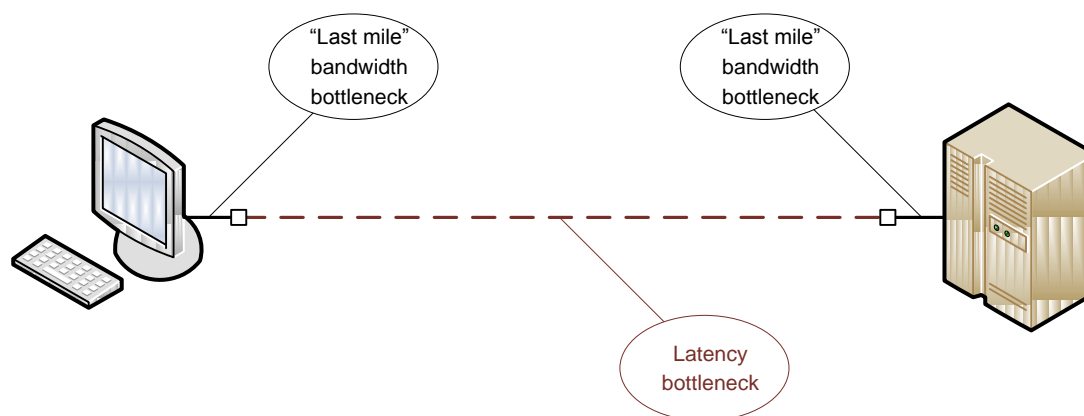 “Last mile”
bandwidth
bottleneck
“Last mile”
bandwidth
bottleneck
Latency
bottleneck